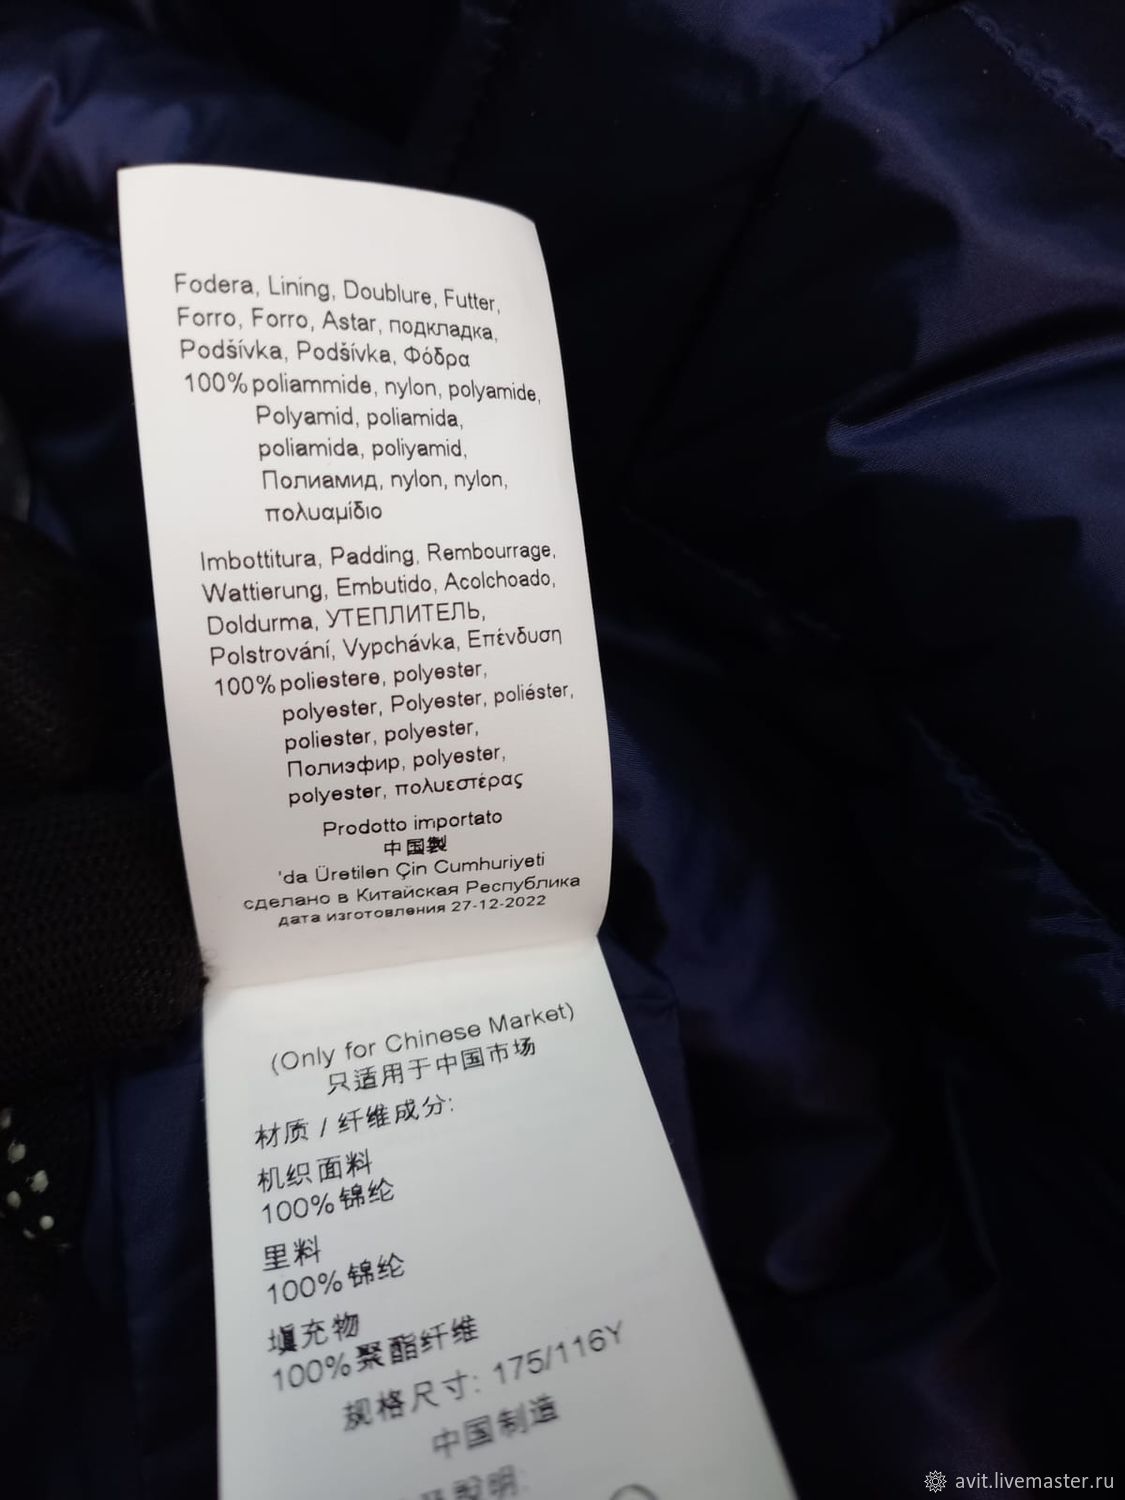 Fodera, Lining, Doublure, Futter,
Forro, Forro, Astar, подкладка,
Podšívka, Podšívka, Φόδρα
100% poliammide, nylon, polyamide,
Polyamid, poliamida,
poliamida, poliyamid,
Полиамид, nylon, nylon,
πολυαμίδιο
Imbottitura, Padding, Rembourrage,
Wattierung, Embutido, Acolchoado,
Doldurma, УТЕПЛИТЕЛЬ,
Polstrování, Vypchávka, Επένδυση
100% poliestere, polyester,
polyester, Polyester, poliéster,
poliester, polyester,
Полиэфир, polyester,
polyester, πολυεστέρας
Prodotto importato
中国製
'da Üretilen Çin Cumhuriyeti
сделано в Китайская Республика
дата изготовления 27-12-2022
(Only for Chinese Market)
只适用于中国市场
材质 / 纤维成分:
机织面料
100% 锦纶
里料
100% 锦纶
填充物
100% 聚酯纤维
规格尺寸: 175/116Y
中国制造
說明:
avit.livemaster.ru